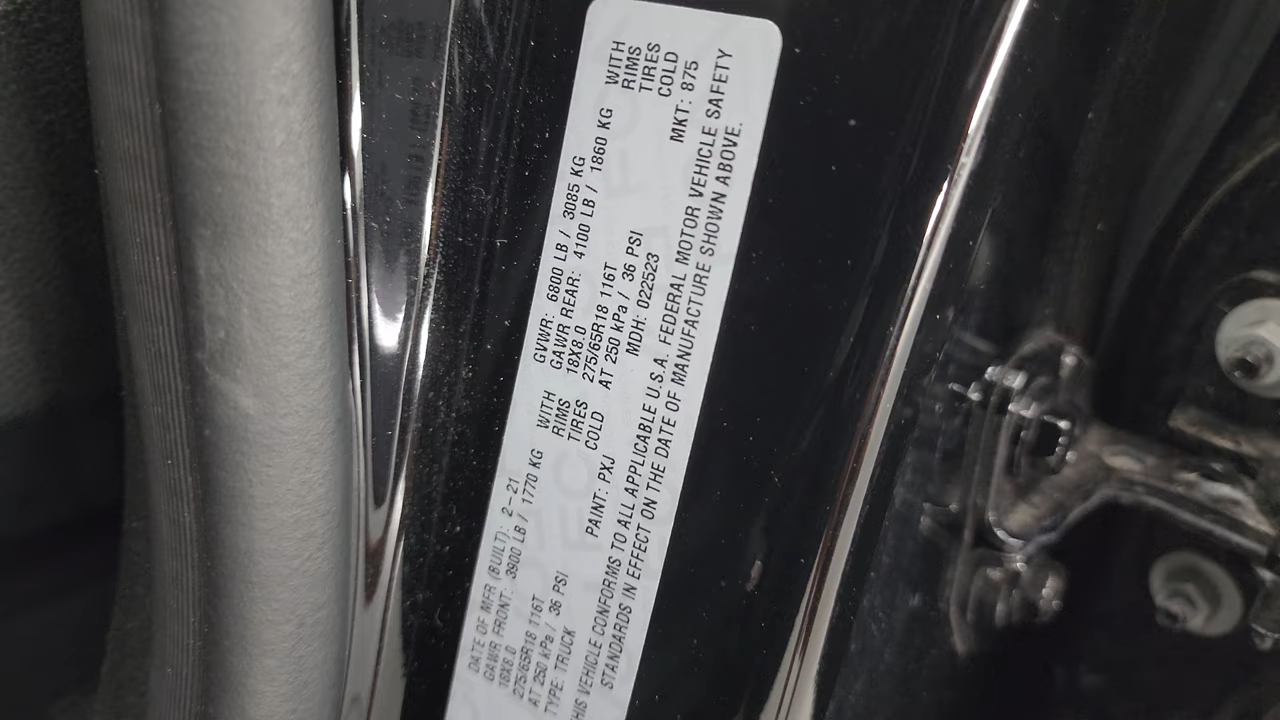 DATE OF MFR (BUILT): 2-21 GVWR: 6800 LB / 3085 KG
GAWR FRONT: 3900 LB / 1770 KG WITH GAWR REAR: 4100 LB / 1860 KG WITH
18X8.0 RIMS 18X8.0 RIMS
275/65R18 116T TIRES 275/65R18 116T TIRES
AT 250 kPa / 36 PSI COLD AT 250 kPa / 36 PSI COLD
TYPE: TRUCK PAINT: PXJ MDH: 022523 MKT: 875
VEHICLE CONFORMS TO ALL APPLICABLE U.S.A. FEDERAL MOTOR VEHICLE SAFETY
STANDARDS IN EFFECT ON THE DATE OF MANUFACTURE SHOWN ABOVE.